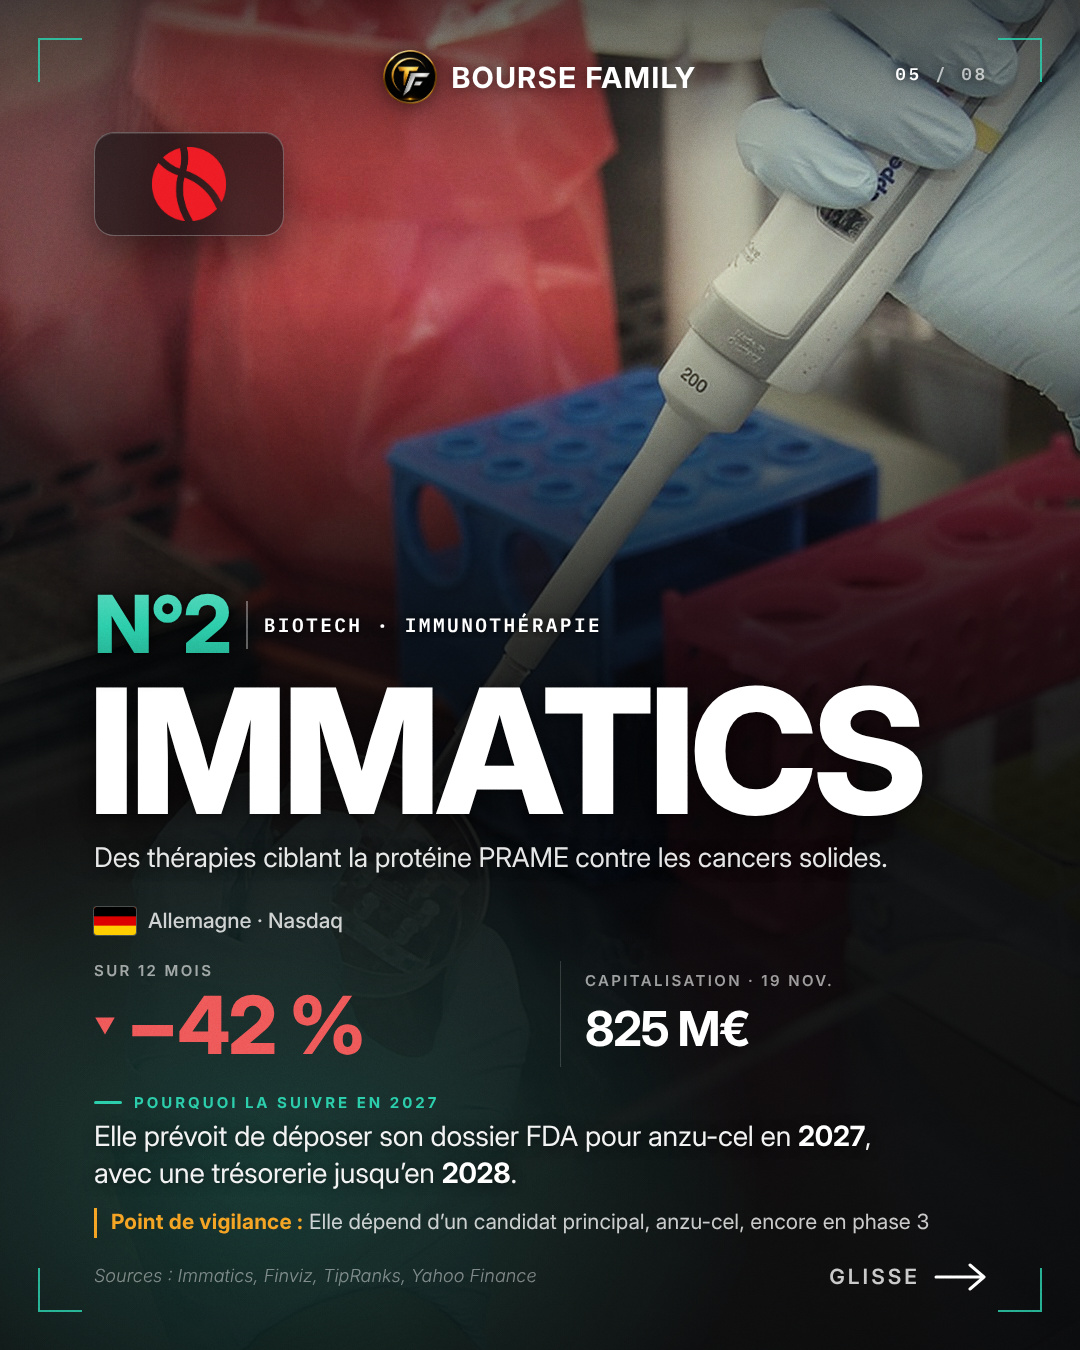 BOURSE FAMILY
05 / 08
200
N°2
BIOTECH · IMMUNOTHÉRAPIE
IMMATICS
Des thérapies ciblant la protéine PRAME contre les cancers solides.
Allemagne · Nasdaq
SUR 12 MOIS
▼ –42 %
CAPITALISATION · 19 NOV.
825 M€
POURQUOI LA SUIVRE EN 2027
Elle prévoit de déposer son dossier FDA pour anzu-cel en 2027,
avec une trésorerie jusqu’en 2028.
Point de vigilance : Elle dépend d’un candidat principal, anzu-cel, encore en phase 3
Sources : Immatics, Finviz, TipRanks, Yahoo Finance
GLISSE →